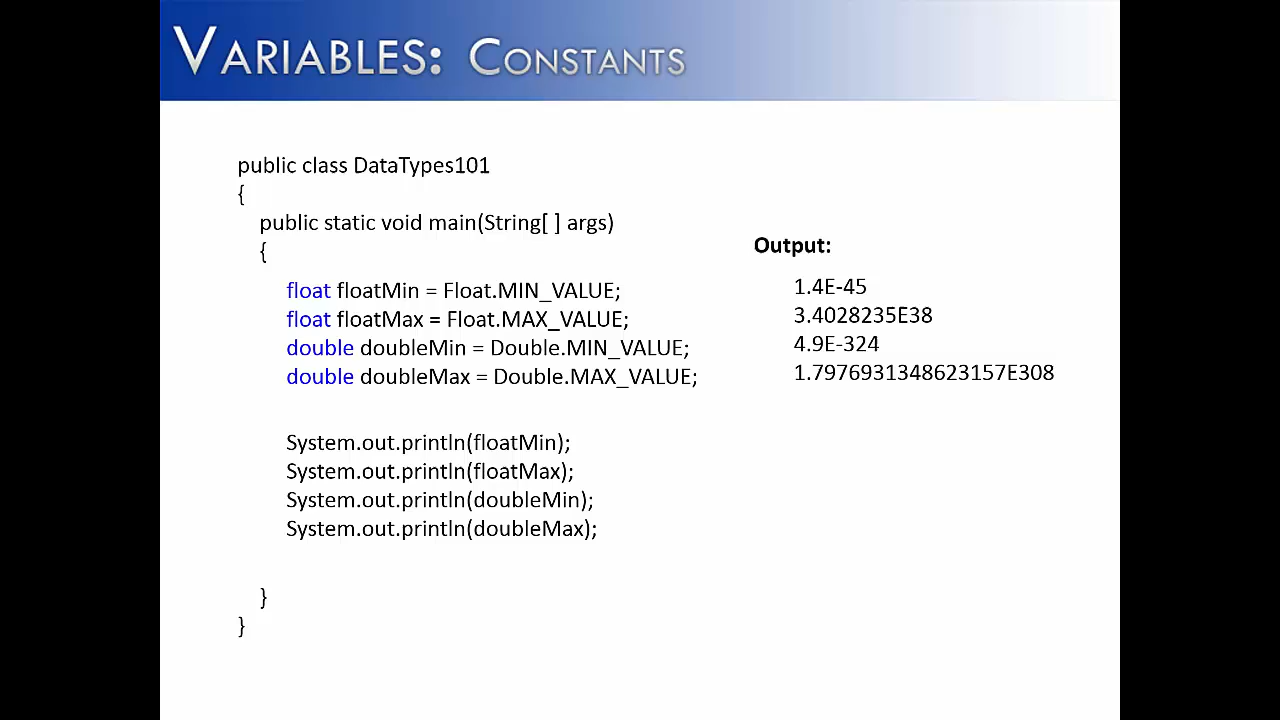 VARIABLES: CONSTANTS
public class DataTypes101
{
public static void main(String[ ] args)
{
float floatMin = Float.MIN_VALUE;
float floatMax = Float.MAX_VALUE;
double doubleMin = Double.MIN_VALUE;
double doubleMax = Double.MAX_VALUE;
System.out.println(floatMin);
System.out.println(floatMax);
System.out.println(doubleMin);
System.out.println(doubleMax);
}
}
Output:
1.4E-45
3.4028235E38
4.9E-324
1.7976931348623157E308